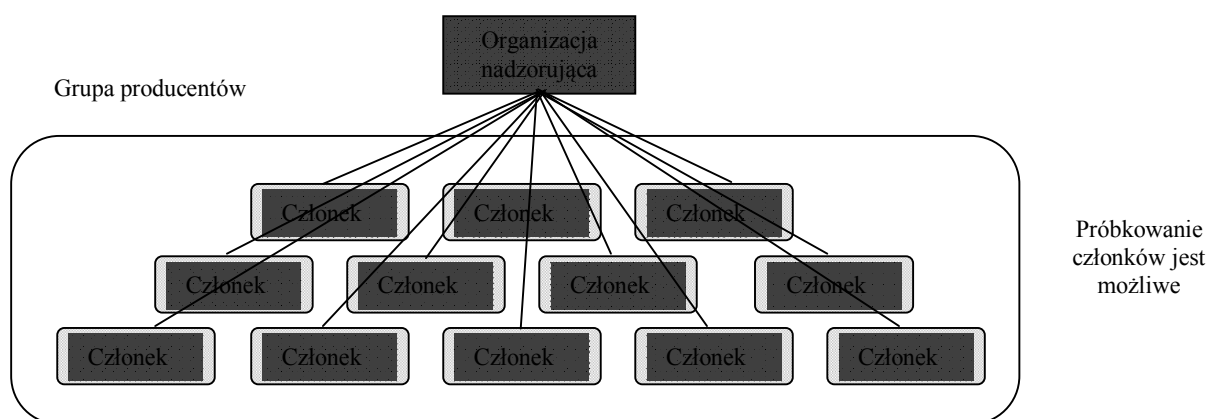 Organizacja
nadzorująca
Grupa producentów
Członek Członek Członek
Próbkowanie
członków jest
możliwe
Członek Członek Członek Członek
Członek Członek Członek Członek Członek